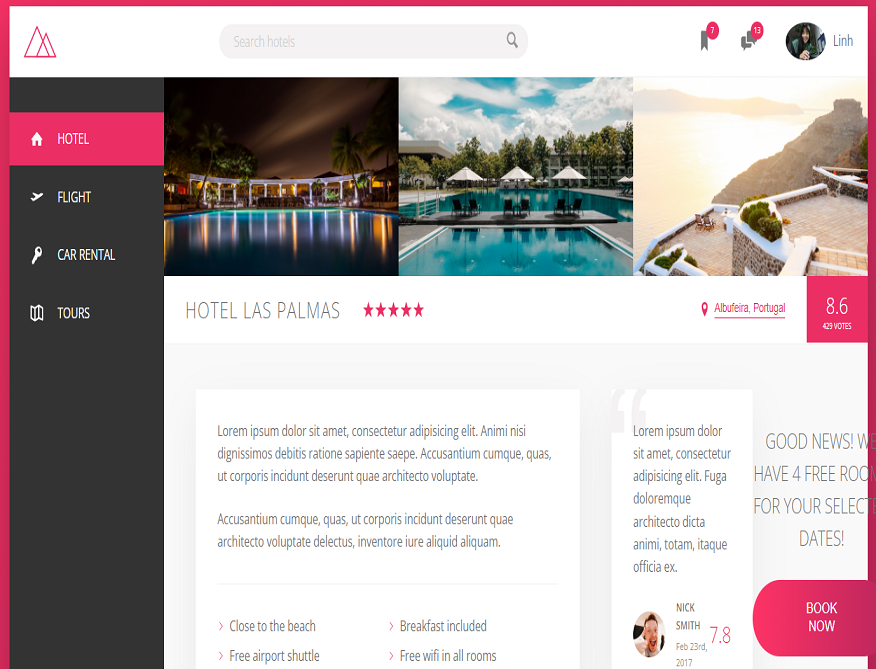 Search hotels
7
13
Linh
HOTEL
FLIGHT
CAR RENTAL
TOURS
HOTEL LAS PALMAS
Albufeira, Portugal
8.6
429 VOTES
Lorem ipsum dolor sit amet, consectetur adipisicing elit. Animi nisi
dignissimos debitis ratione sapiente saepe. Accusantium cumque, quas,
ut corporis incidunt deserunt quae architecto voluptate.
Accusantium cumque, quas, ut corporis incidunt deserunt quae
architecto voluptate delectus, inventore iure aliquid aliquam.
Close to the beach
Breakfast included
Free airport shuttle
Free wifi in all rooms
“
Lorem ipsum dolor
sit amet, consectetur
adipisicing elit. Fuga
doloremque
architecto dicta
animi, totam, itaque
officia ex.
NICK
SMITH
Feb 23rd,
2017
7.8
GOOD NEWS! WE
HAVE 4 FREE ROOM
FOR YOUR SELECTE
DATES!
BOOK
NOW